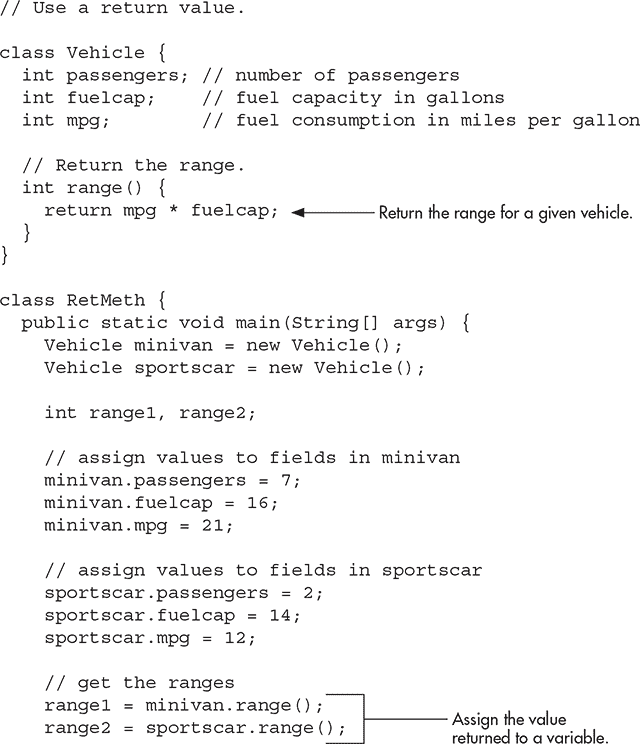 // Use a return value.

class Vehicle {
  int passengers; // number of passengers
  int fuelcap;    // fuel capacity in gallons
  int mpg;        // fuel consumption in miles per gallon

  // Return the range.
  int range() {
    return mpg * fuelcap; Return the range for a given vehicle.
  }
}

class RetMeth {
  public static void main(String[] args) {
    Vehicle minivan = new Vehicle();
    Vehicle sportscar = new Vehicle();

    int range1, range2;

    // assign values to fields in minivan
    minivan.passengers = 7;
    minivan.fuelcap = 16;
    minivan.mpg = 21;

    // assign values to fields in sportscar
    sportscar.passengers = 2;
    sportscar.fuelcap = 14;
    sportscar.mpg = 12;

    // get the ranges
    range1 = minivan.range();
    range2 = sportscar.range();
Assign the value
returned to a variable.